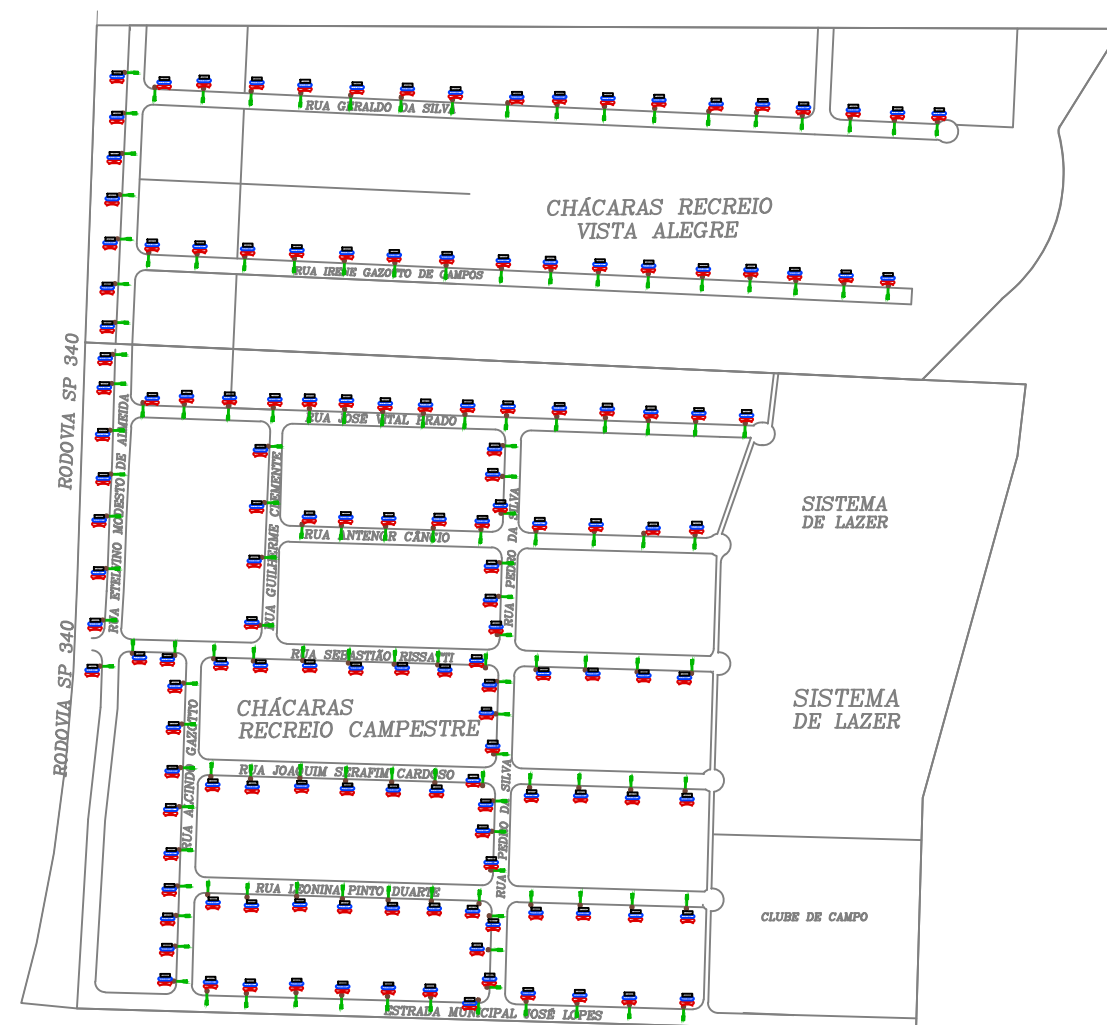 RUA GERALDO DA SILVA
CHÁCARAS RECREIO
VISTA ALEGRE
RUA IRENE GAZOTTO DE CAMPOS
RODOVIA SP 340
RUA ETELVINO MODESTO DE ALMEIDA
RUA JOSÉ VITAL PRADO
RUA GUILHERME CLEMENTE
RUA PEDRO DA SILVA
SISTEMA
DE LAZER
RUA ANTENOR CÂNCIO
RODOVIA SP 340
RUA SEBASTIÃO RISSATTI
CHÁCARAS
RECREIO CAMPESTRE
SISTEMA
DE LAZER
RUA ALCINDO GAZOTTO
RUA JOAQUIM SERAFIM CARDOSO
RUA PEDRO DA SILVA
RUA LEONINA PINTO DUARTE
CLUBE DE CAMPO
ESTRADA MUNICIPAL JOSÉ LOPES